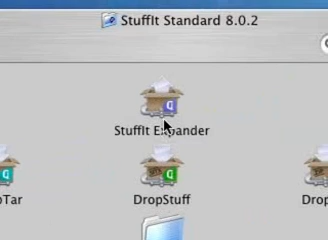 StuffIt Standard 8.0.2
StuffIt Expander
Tar
DropStuff
Drop